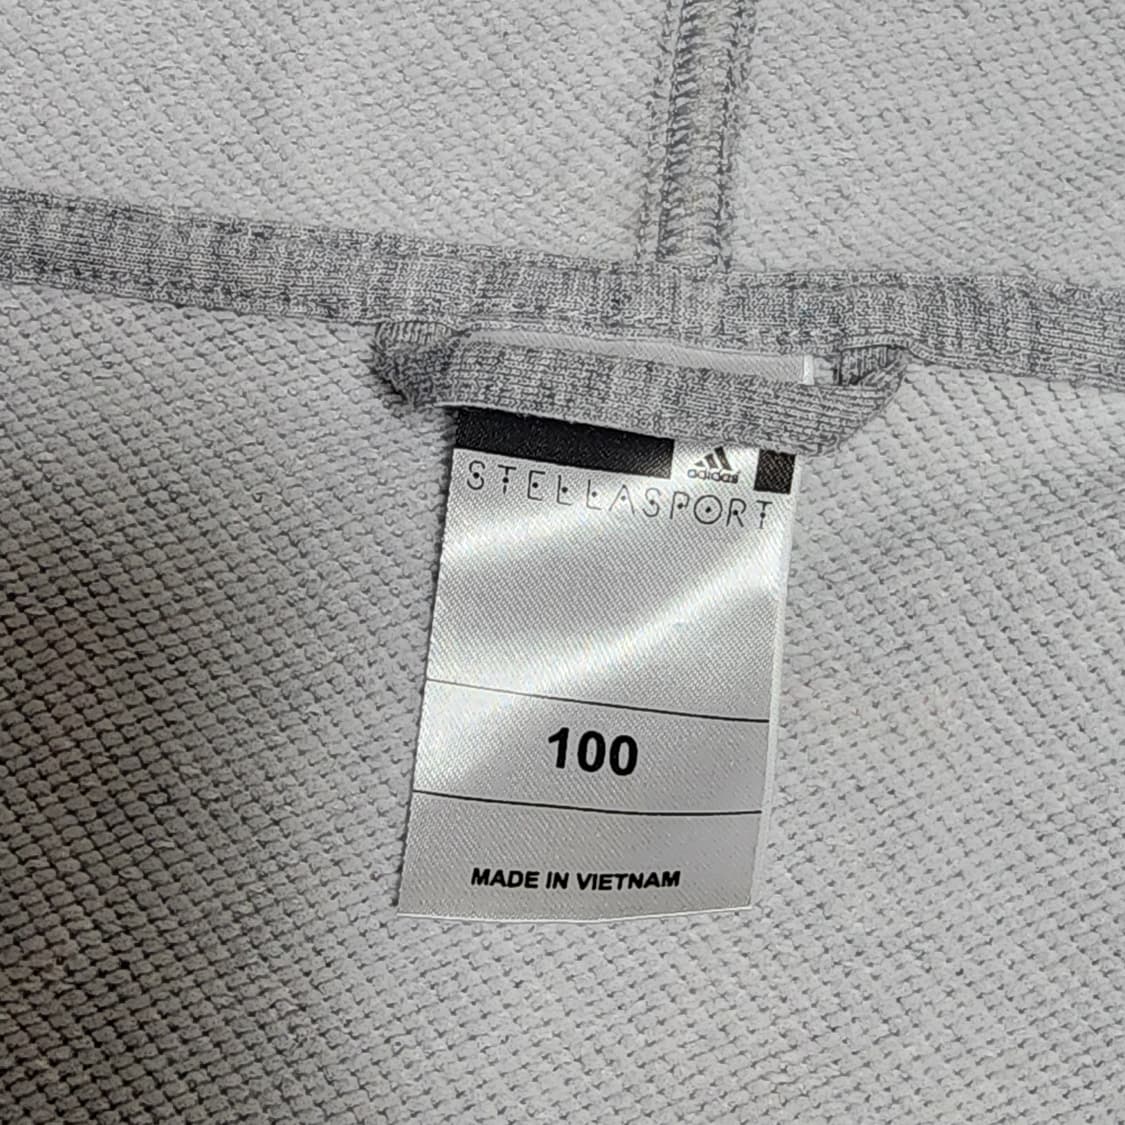 adidas
STELLASPORT
100
MADE IN VIETNAM